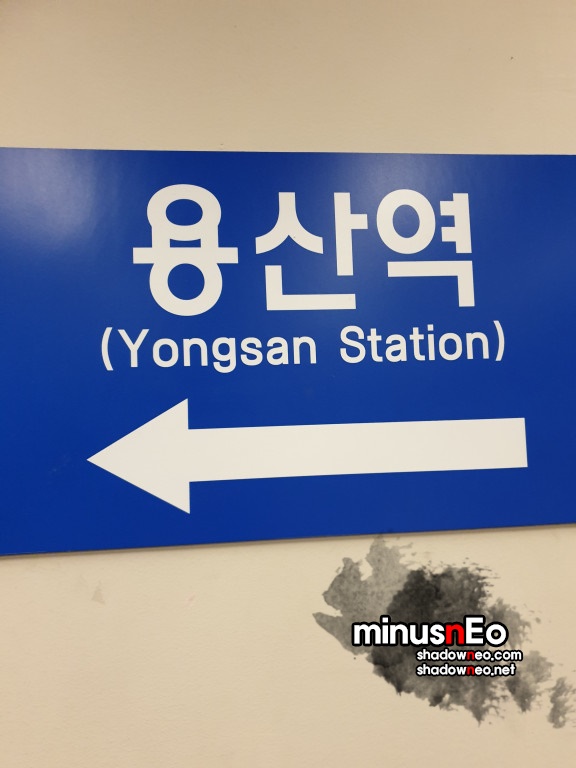 용산역
(Yongsan Station)
minusnEo
shadowneo.com
shadowneo.net